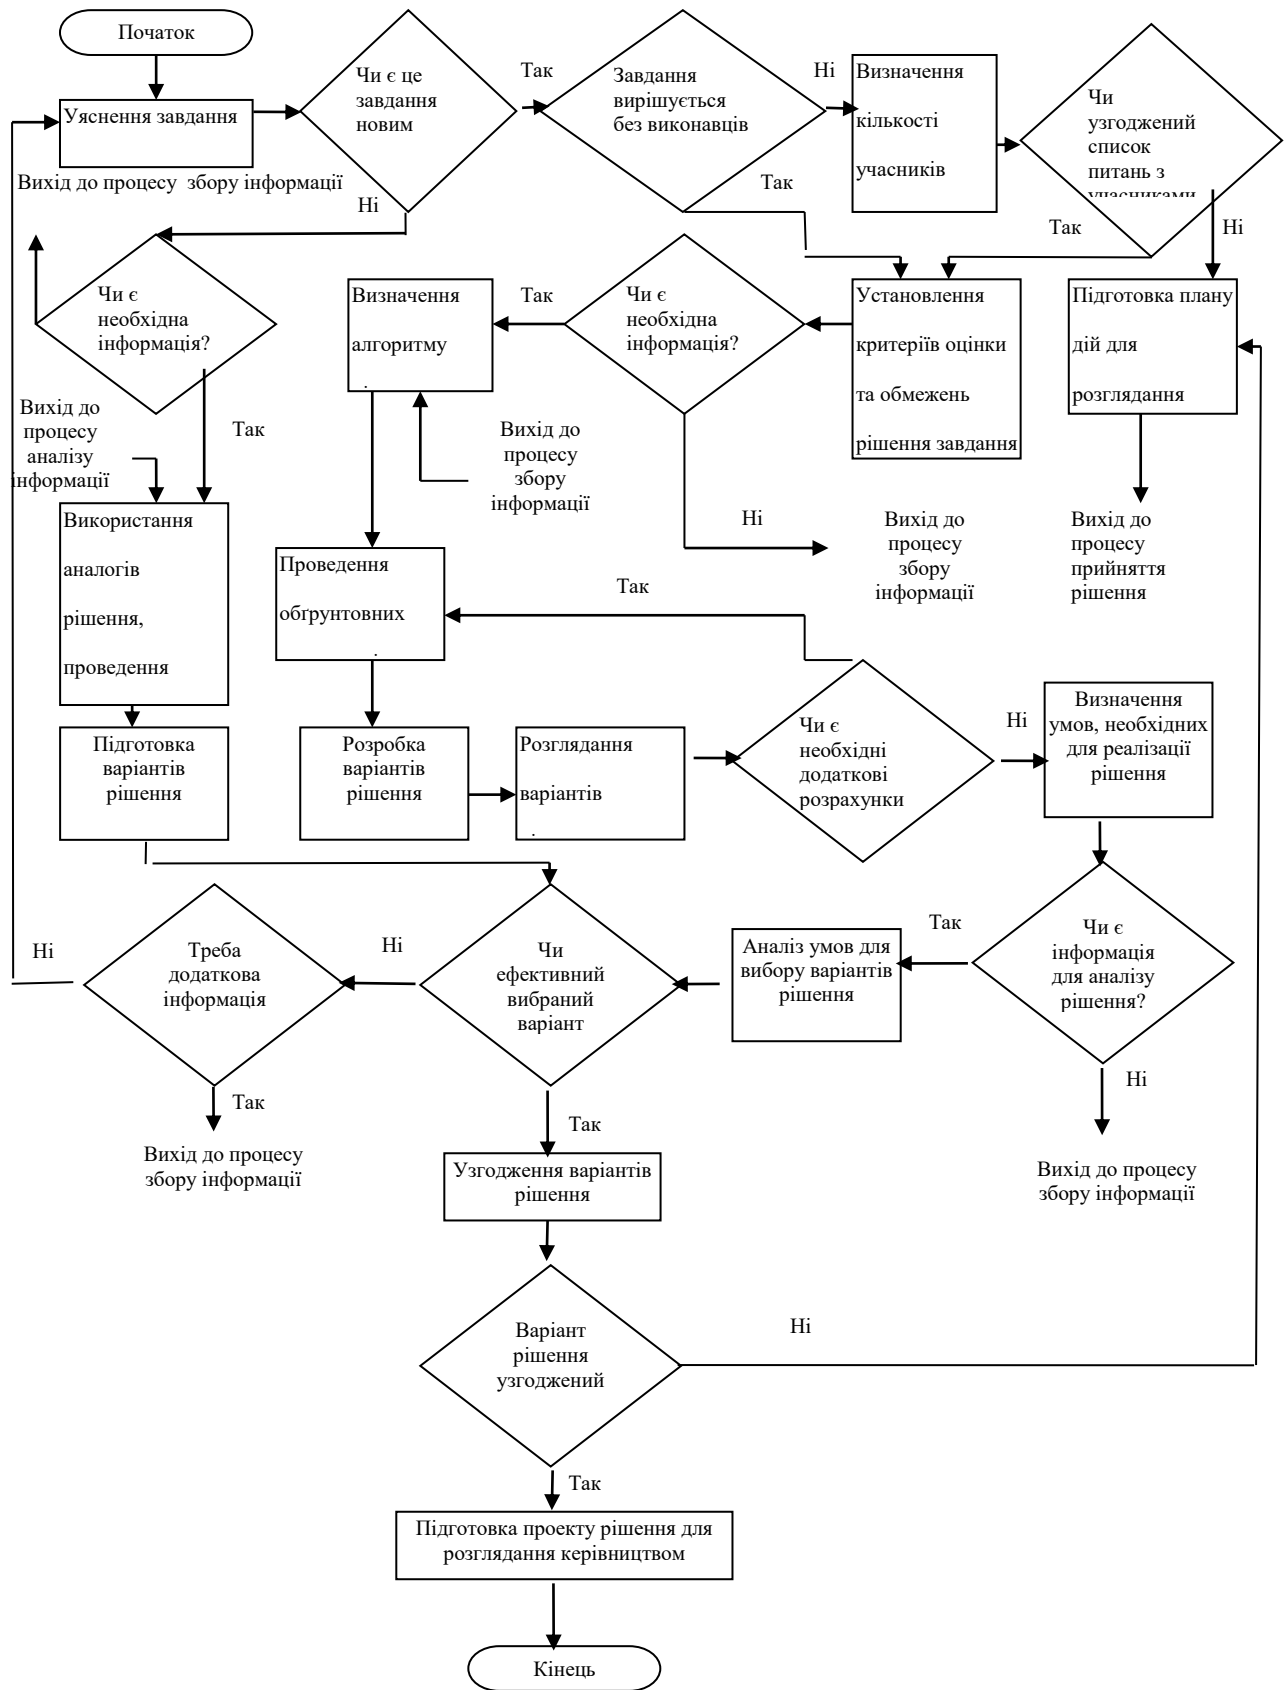 Початок
Чи є це
завдання
новим
Так
Завдання
вирішується
без виконавців
Ні
Визначення
кількості
учасників
Чи
узгоджений
список
питань з
учасниками
Уяснення завдання
Вихід до процесу збору інформації
Ні
Так
Так
Ні
Чи є
необхідна
інформація?
Визначення
алгоритму
Так
Чи є
необхідна
інформація?
Установлення
критеріїв оцінки
та обмежень
рішення завдання
Підготовка плану
дій для
розглядання
Вихід до
процесу
аналізу
інформації
Так
Вихід до
процесу
збору
інформації
Ні
Вихід до
процесу
збору
інформації
Вихід до
процесу
прийняття
рішення
Використання
аналогів
рішення,
проведення
Проведення
обґрунтовних
Так
Підготовка
варіантів
рішення
Розробка
варіантів
рішення
Розглядання
варіантів
Чи є
необхідні
додаткові
розрахунки
Ні
Визначення
умов, необхідних
для реалізації
рішення
Ні
Треба
додаткова
інформація
Ні
Чи
ефективний
вибраний
варіант
Аналіз умов для
вибору варіантів
рішення
Так
Чи є
інформація
для аналізу
рішення?
Так
Вихід до процесу
збору інформації
Так
Ні
Вихід до процесу
збору інформації
Узгодження варіантів
рішення
Варіант
рішення
узгоджений
Ні
Так
Підготовка проекту рішення для
розглядання керівництвом
Кінець